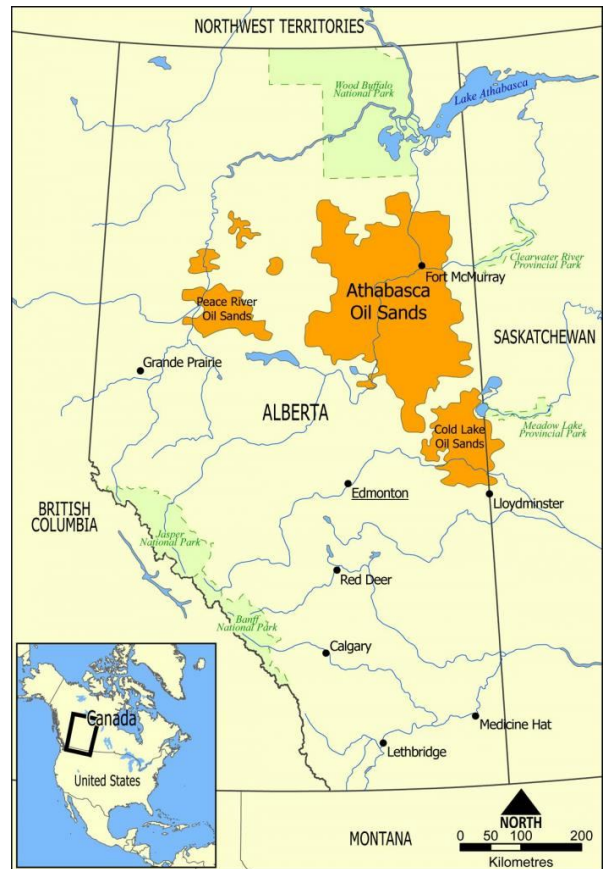 NORTHWEST TERRITORIES
Wood Buffalo
National Park
Lake Athabasca
Clearwater River
Provincial Park
Fort McMurray
Athabasca
Oil Sands
Peace River
Oil Sands
SASKATCHEWAN
Grande Prairie
ALBERTA
Meadow Lake
Provincial Park
Cold Lake
Oil Sands
Edmonton
Lloydminster
BRITISH
COLUMBIA
Jasper
National Park
Red Deer
Banff
National Park
Calgary
Medicine Hat
Lethbridge
Canada
United States
MONTANA
NORTH
0 50 100 200
Kilometres